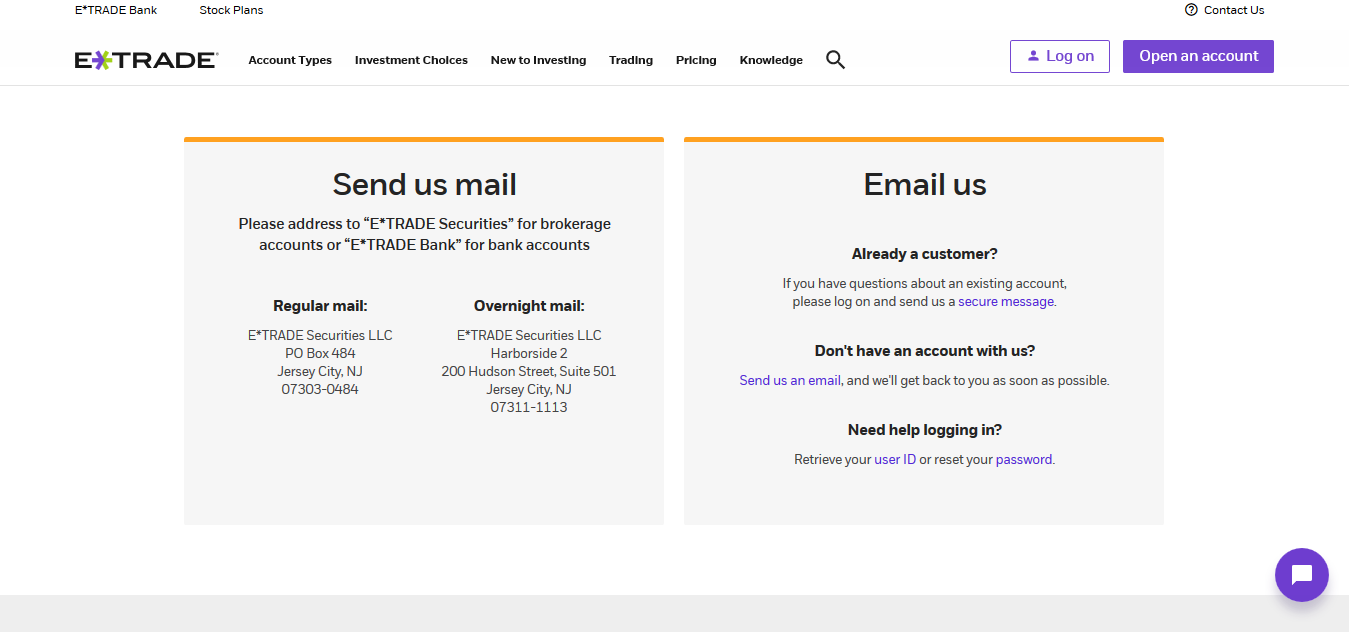 E*TRADE Bank
Stock Plans
Contact Us
E*TRADE
Account Types
Investment Choices
New to Investing
Trading
Pricing
Knowledge
Log on
Open an account
Send us mail
Please address to “E*TRADE Securities” for brokerage
accounts or “E*TRADE Bank” for bank accounts
Regular mail:
E*TRADE Securities LLC
PO Box 484
Jersey City, NJ
07303-0484
Overnight mail:
E*TRADE Securities LLC
Harborside 2
200 Hudson Street, Suite 501
Jersey City, NJ
07311-1113
Email us
Already a customer?
If you have questions about an existing account,
please log on and send us a secure message.
Don't have an account with us?
Send us an email, and we'll get back to you as soon as possible.
Need help logging in?
Retrieve your user ID or reset your password.